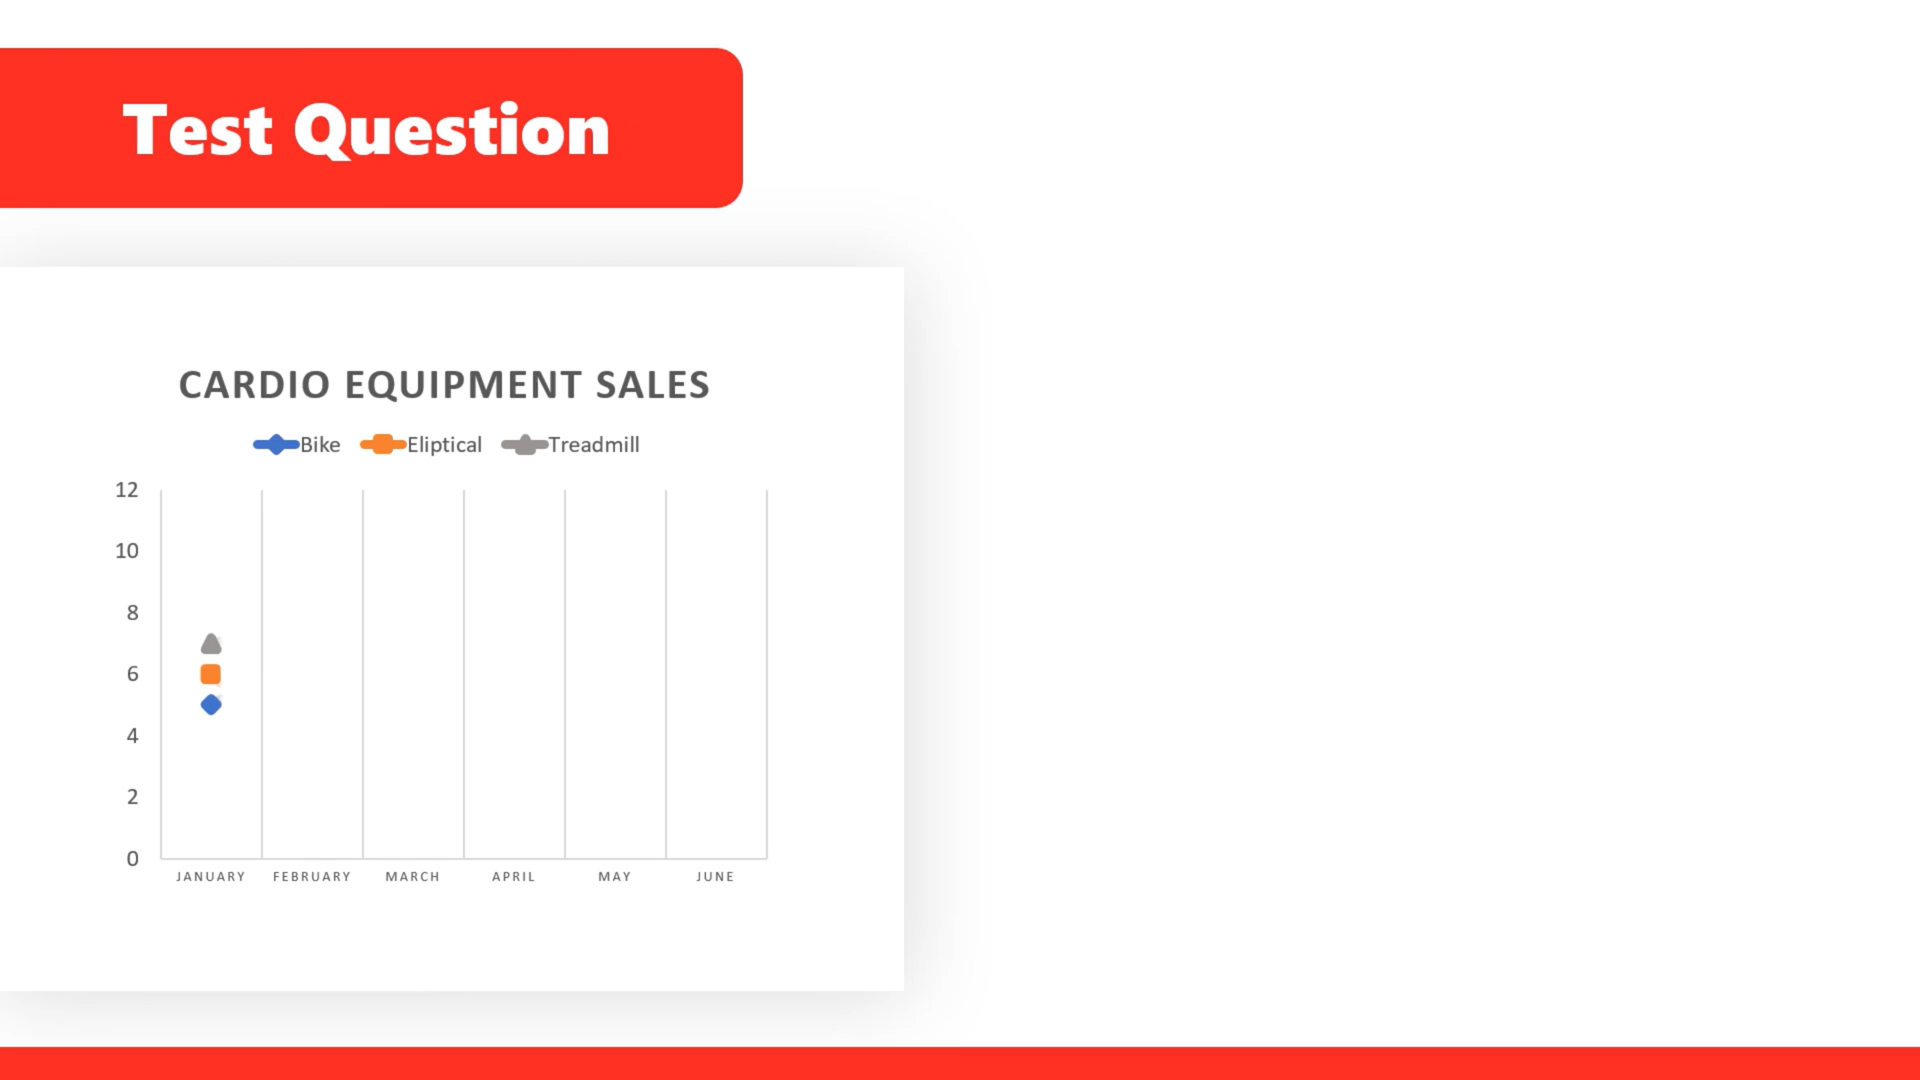 Test Question
CARDIO EQUIPMENT SALES
Bike Eliptical Treadmill
12
10
8
6
4
2
0
JANUARY FEBRUARY MARCH APRIL MAY JUNE